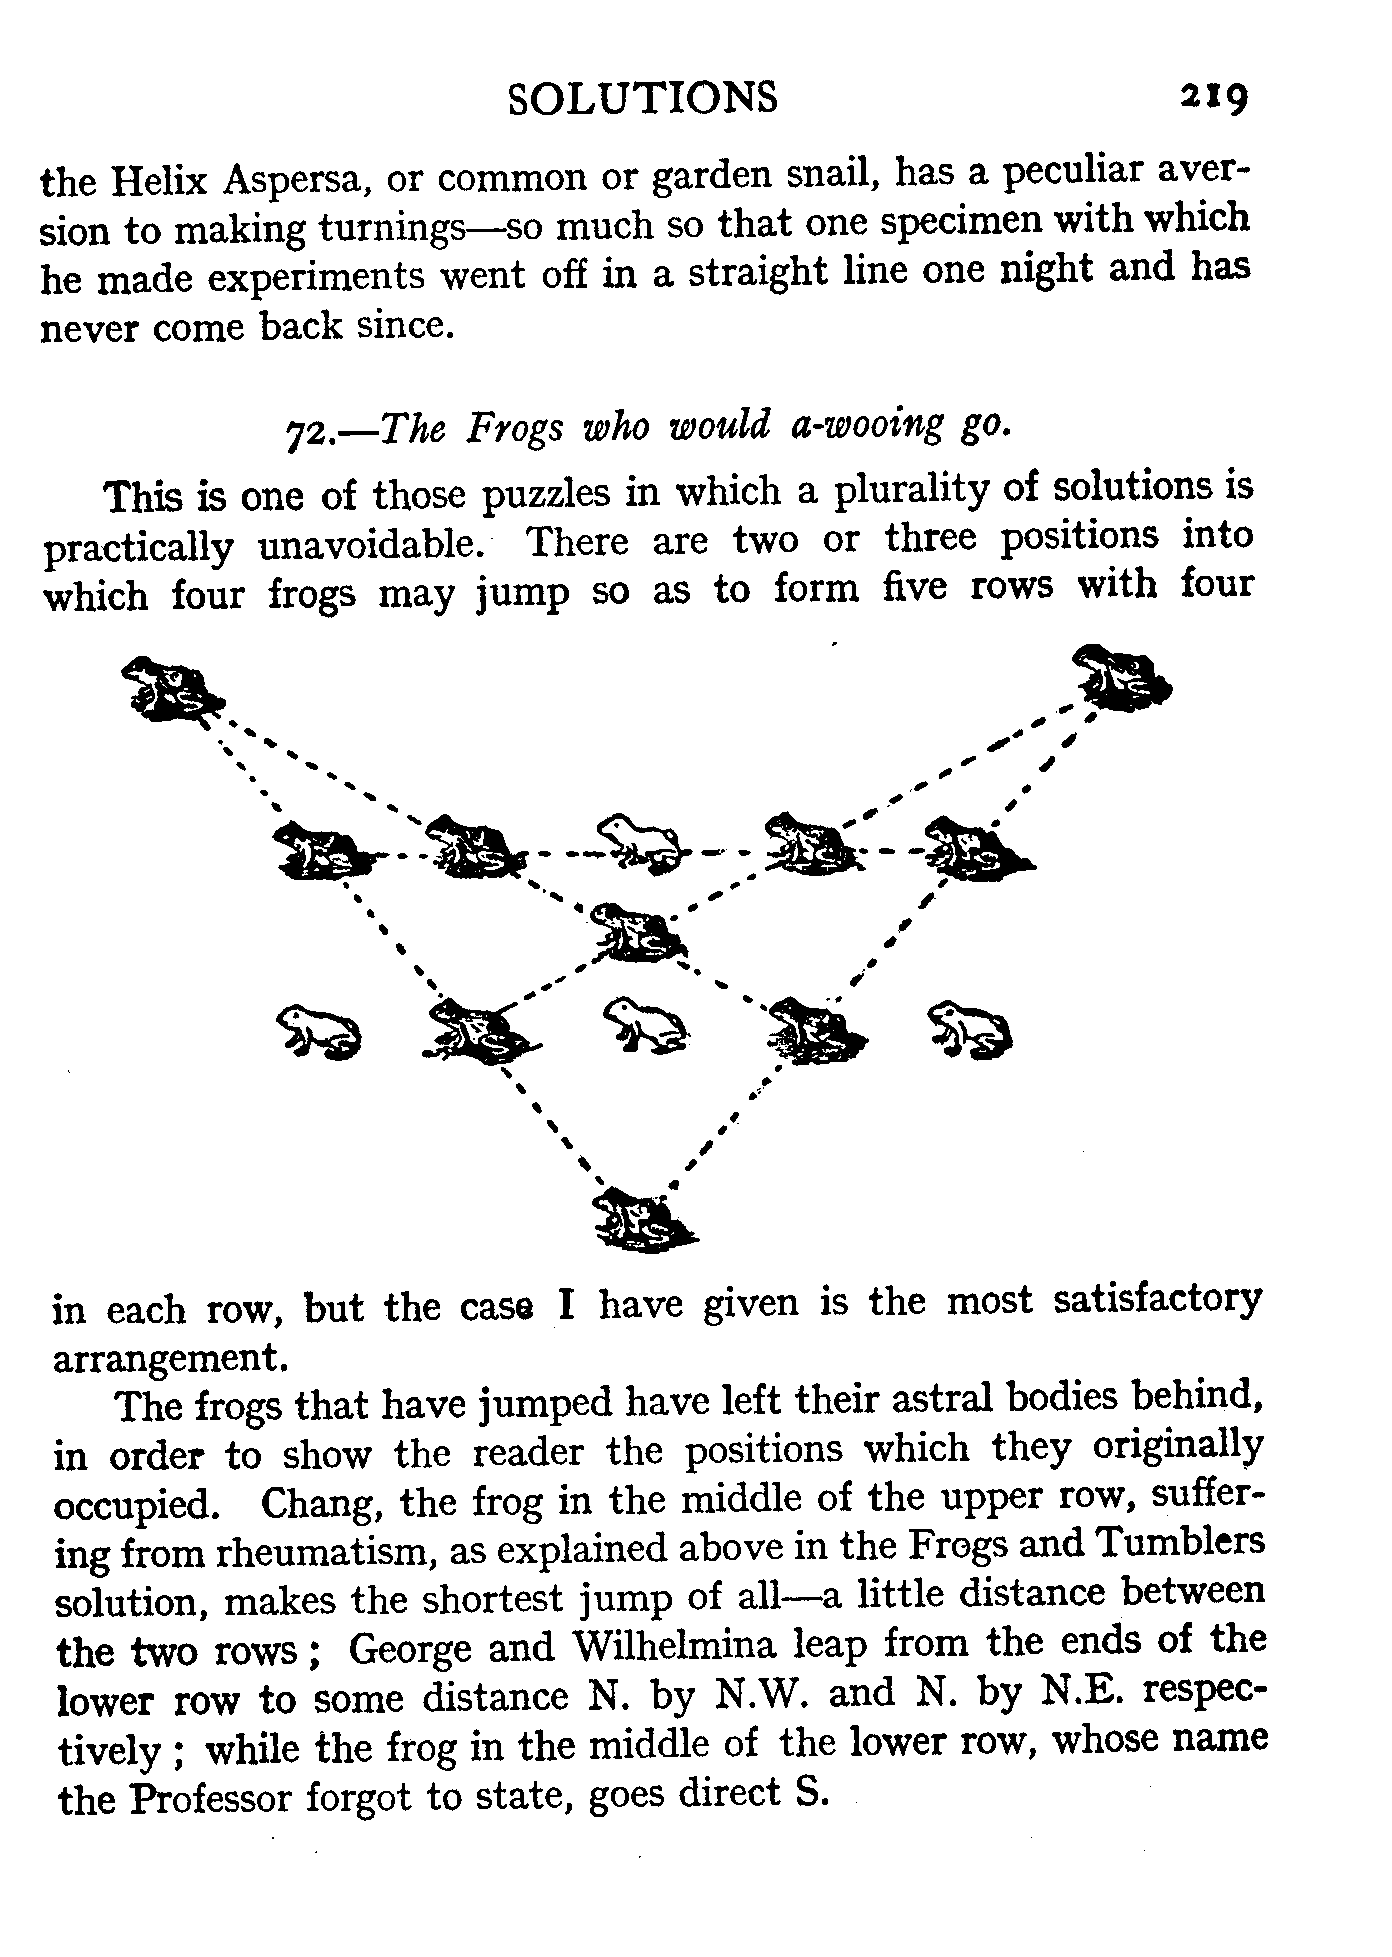 SOLUTIONS 219
the Helix Aspersa, or common or garden snail, has a peculiar aver-
sion to making turnings—so much so that one specimen with which
he made experiments went off in a straight line one night and has
never come back since.
72.—The Frogs who would a-wooing go.
This is one of those puzzles in which a plurality of solutions is
practically unavoidable. There are two or three positions into
which four frogs may jump so as to form five rows with four
in each row, but the case I have given is the most satisfactory
arrangement.
The frogs that have jumped have left their astral bodies behind,
in order to show the reader the positions which they originally
occupied. Chang, the frog in the middle of the upper row, suffer-
ing from rheumatism, as explained above in the Frogs and Tumblers
solution, makes the shortest jump of all—a little distance between
the two rows; George and Wilhelmina leap from the ends of the
lower row to some distance N. by N.W. and N. by N.E. respec-
tively; while the frog in the middle of the lower row, whose name
the Professor forgot to state, goes direct S.